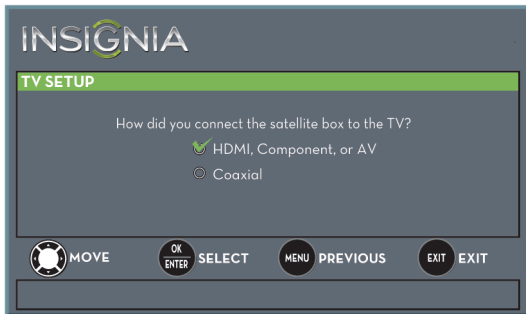 INSIGNIA
TV SETUP
How did you connect the satellite box to the TV?
HDMI, Component, or AV
Coaxial
MOVE OK ENTER SELECT MENU PREVIOUS EXIT EXIT